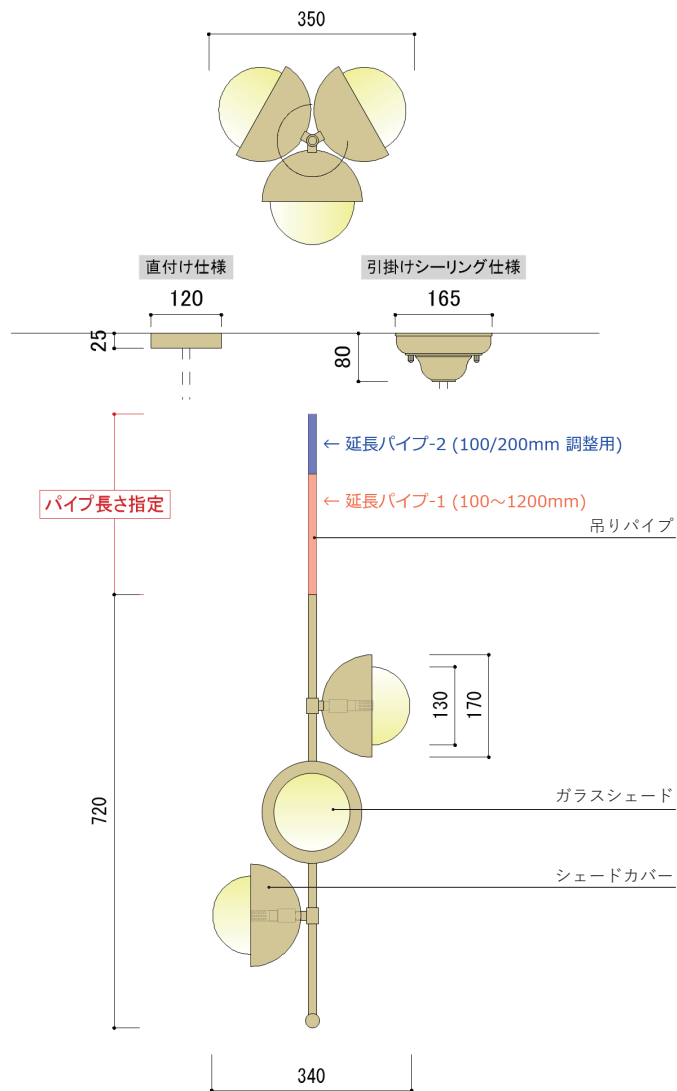 350
直付け仕様
引掛けシーリング仕様
120
165
25
80
← 延長パイプ-2 (100/200mm 調整用)
パイプ長さ指定
← 延長パイプ-1 (100～1200mm)
吊りパイプ
130
170
ガラスシェード
720
シェードカバー
340